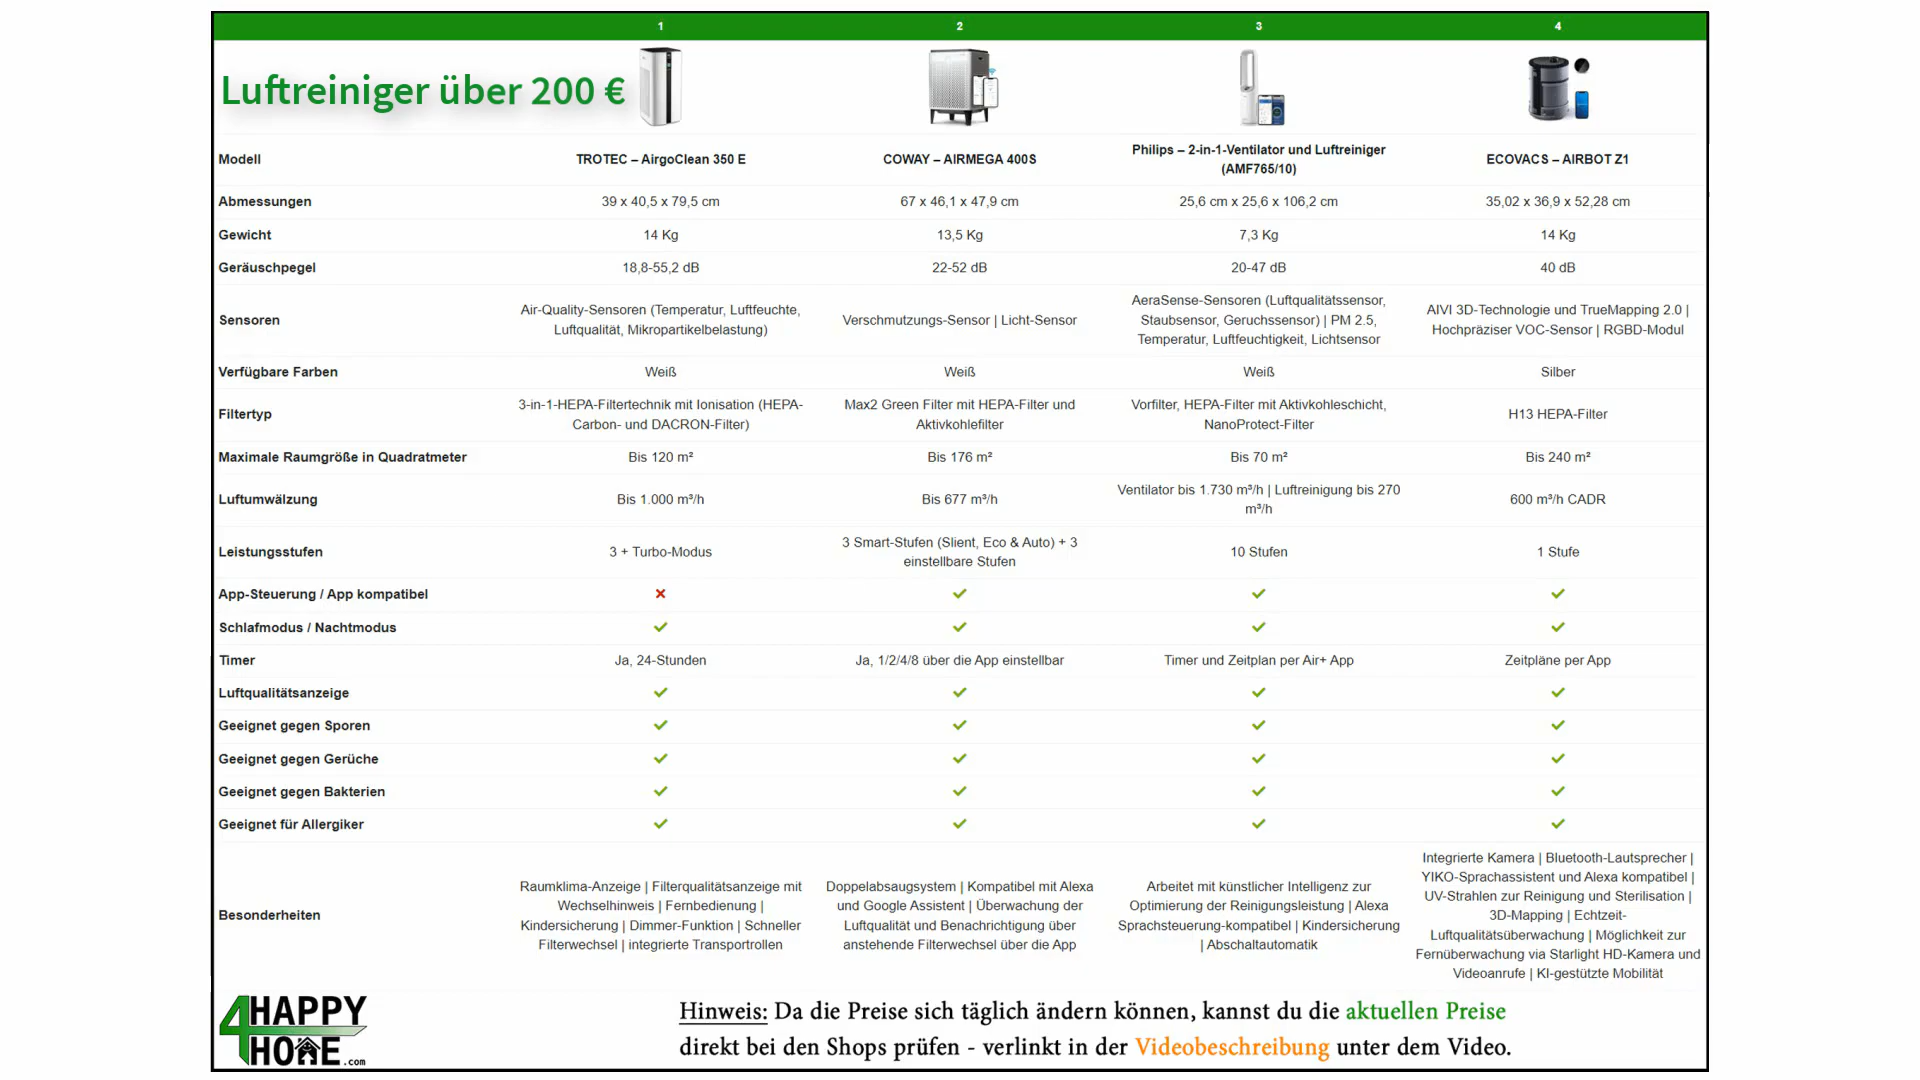 1 2 3 4
Luftreiniger über 200 €
Modell TROTEC – AirgoClean 350 E COWAY – AIRMEGA 400S Philips – 2-in-1-Ventilator und Luftreiniger (AMF765/10) ECOVACS – AIRBOT Z1
Abmessungen 39 x 40,5 x 79,5 cm 67 x 46,1 x 47,9 cm 25,6 cm x 25,6 x 106,2 cm 35,02 x 36,9 x 52,28 cm
Gewicht 14 Kg 13,5 Kg 7,3 Kg 14 Kg
Geräuschpegel 18,8-55,2 dB 22-52 dB 20-47 dB 40 dB
Sensoren
Air-Quality-Sensoren (Temperatur, Luftfeuchte,
Luftqualität, Mikropartikelbelastung)
Verschmutzungs-Sensor | Licht-Sensor
AeraSense-Sensoren (Luftqualitätssensor,
Staubsensor, Geruchssensor) | PM 2.5,
Temperatur, Luftfeuchtigkeit, Lichtsensor
AIVI 3D-Technologie und TrueMapping 2.0 |
Hochpräziser VOC-Sensor | RGBD-Modul
Verfügbare Farben Weiß Weiß Weiß Silber
Filtertyp
3-in-1-HEPA-Filtertechnik mit Ionisation (HEPA-
Carbon- und DACRON-Filter)
Max2 Green Filter mit HEPA-Filter und
Aktivkohlefilter
Vorfilter, HEPA-Filter mit Aktivkohleschicht,
NanoProtect-Filter
H13 HEPA-Filter
Maximale Raumgröße in Quadratmeter Bis 120 m² Bis 176 m² Bis 70 m² Bis 240 m²
Luftumwälzung Bis 1.000 m³/h Bis 677 m³/h
Ventilator bis 1.730 m³/h | Luftreinigung bis 270
m³/h
600 m³/h CADR
Leistungsstufen 3 + Turbo-Modus
3 Smart-Stufen (Slient, Eco & Auto) + 3
einstellbare Stufen
10 Stufen 1 Stufe
App-Steuerung / App kompatibel
Schlafmodus / Nachtmodus
Timer Ja, 24-Stunden Ja, 1/2/4/8 über die App einstellbar Timer und Zeitplan per Air+ App Zeitpläne per App
Luftqualitätsanzeige
Geeignet gegen Sporen
Geeignet gegen Gerüche
Geeignet gegen Bakterien
Geeignet für Allergiker
Besonderheiten
Raumklima-Anzeige | Filterqualitätsanzeige mit
Wechselhinweis | Fernbedienung |
Kindersicherung | Dimmer-Funktion | Schneller
Filterwechsel | integrierte Transportrollen
Doppelabsaugsystem | Kompatibel mit Alexa
und Google Assistent | Überwachung der
Luftqualität und Benachrichtigung über
anstehende Filterwechsel über die App
Arbeitet mit künstlicher Intelligenz zur
Optimierung der Reinigungsleistung | Alexa
Sprachsteuerung-kompatibel | Kindersicherung
| Abschaltautomatik
Integrierte Kamera | Bluetooth-Lautsprecher |
YIKO-Sprachassistent und Alexa kompatibel |
UV-Strahlen zur Reinigung und Sterilisation |
3D-Mapping | Echtzeit-
Luftqualitätsüberwachung | Möglichkeit zur
Fernüberwachung via Starlight HD-Kamera und
Videoanrufe | KI-gestützte Mobilität
4HAPPY
HOME.com
Hinweis: Da die Preise sich täglich ändern können, kannst du die aktuellen Preise
direkt bei den Shops prüfen - verlinkt in der Videobeschreibung unter dem Video.